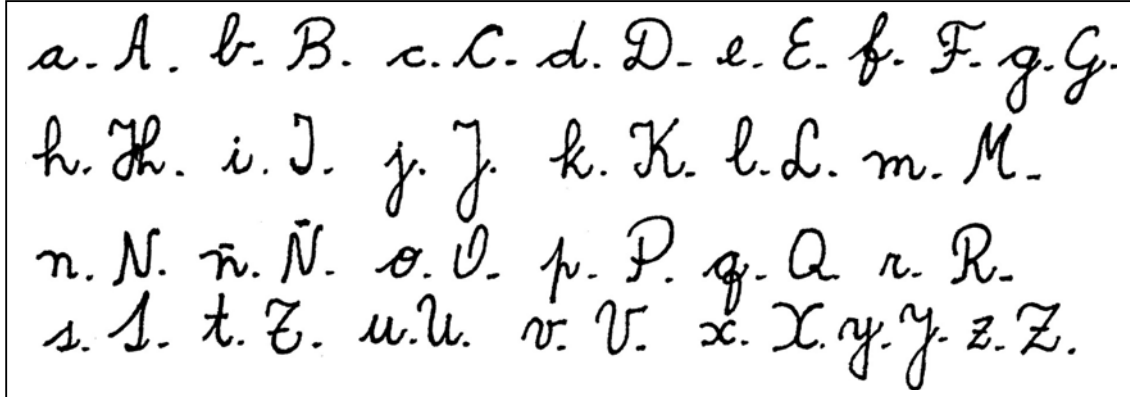 a. A. b. B. c. C. d. D. e. E. f. F. g. G.
h. H. i. I. j. J. k. K. l. L. m. M.
n. N. ñ. Ñ. o. O. p. P. q. Q. r. R.
s. S. t. T. u. U. v. V. x. X. y. Y. z. Z.